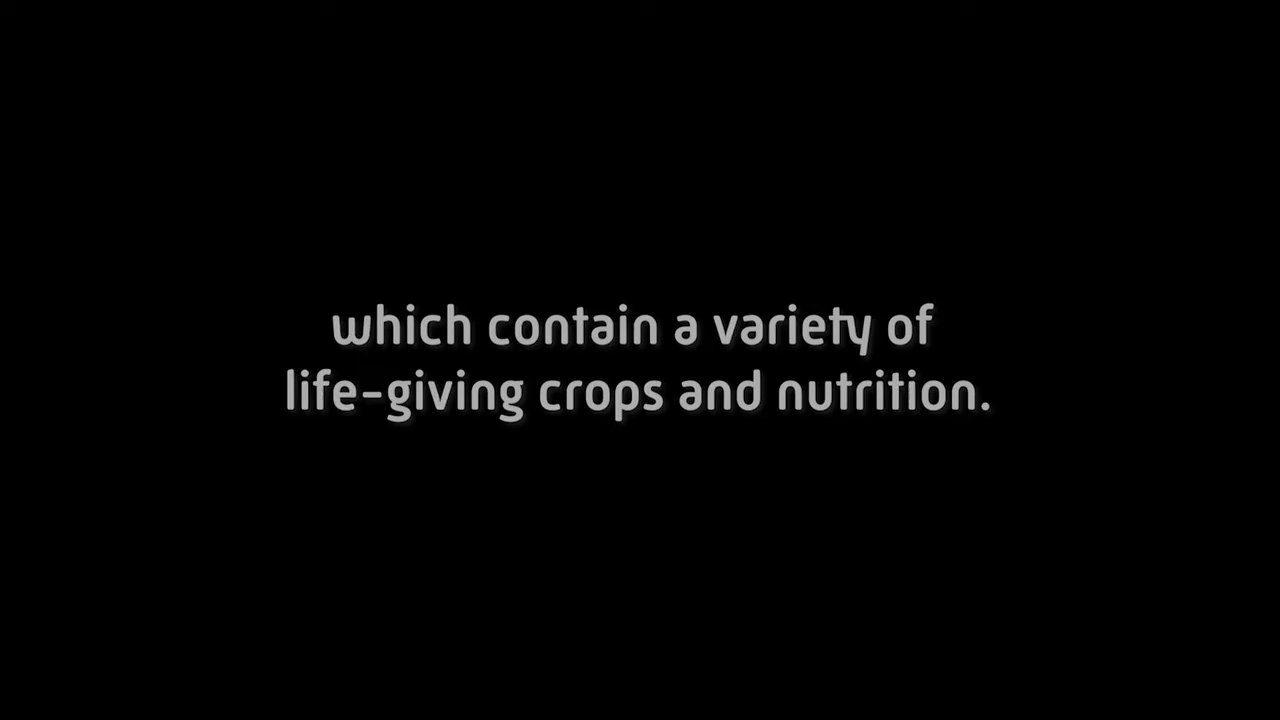 which contain a variety of
life-giving crops and nutrition.